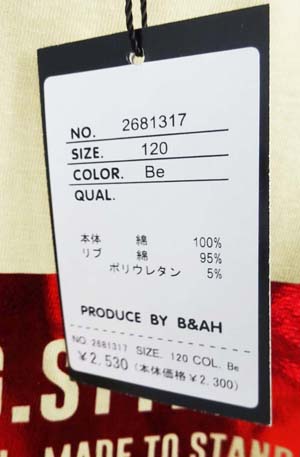 NO. 2681317
SIZE. 120
COLOR. Be
QUAL.
本体 綿 100%
リブ 綿 95%
ポリウレタン 5%
PRODUCE BY B&AH
NO. 2681317 SIZE. 120 COL. Be
¥2,530 (本体価格¥2,300)
MADE TO STAND